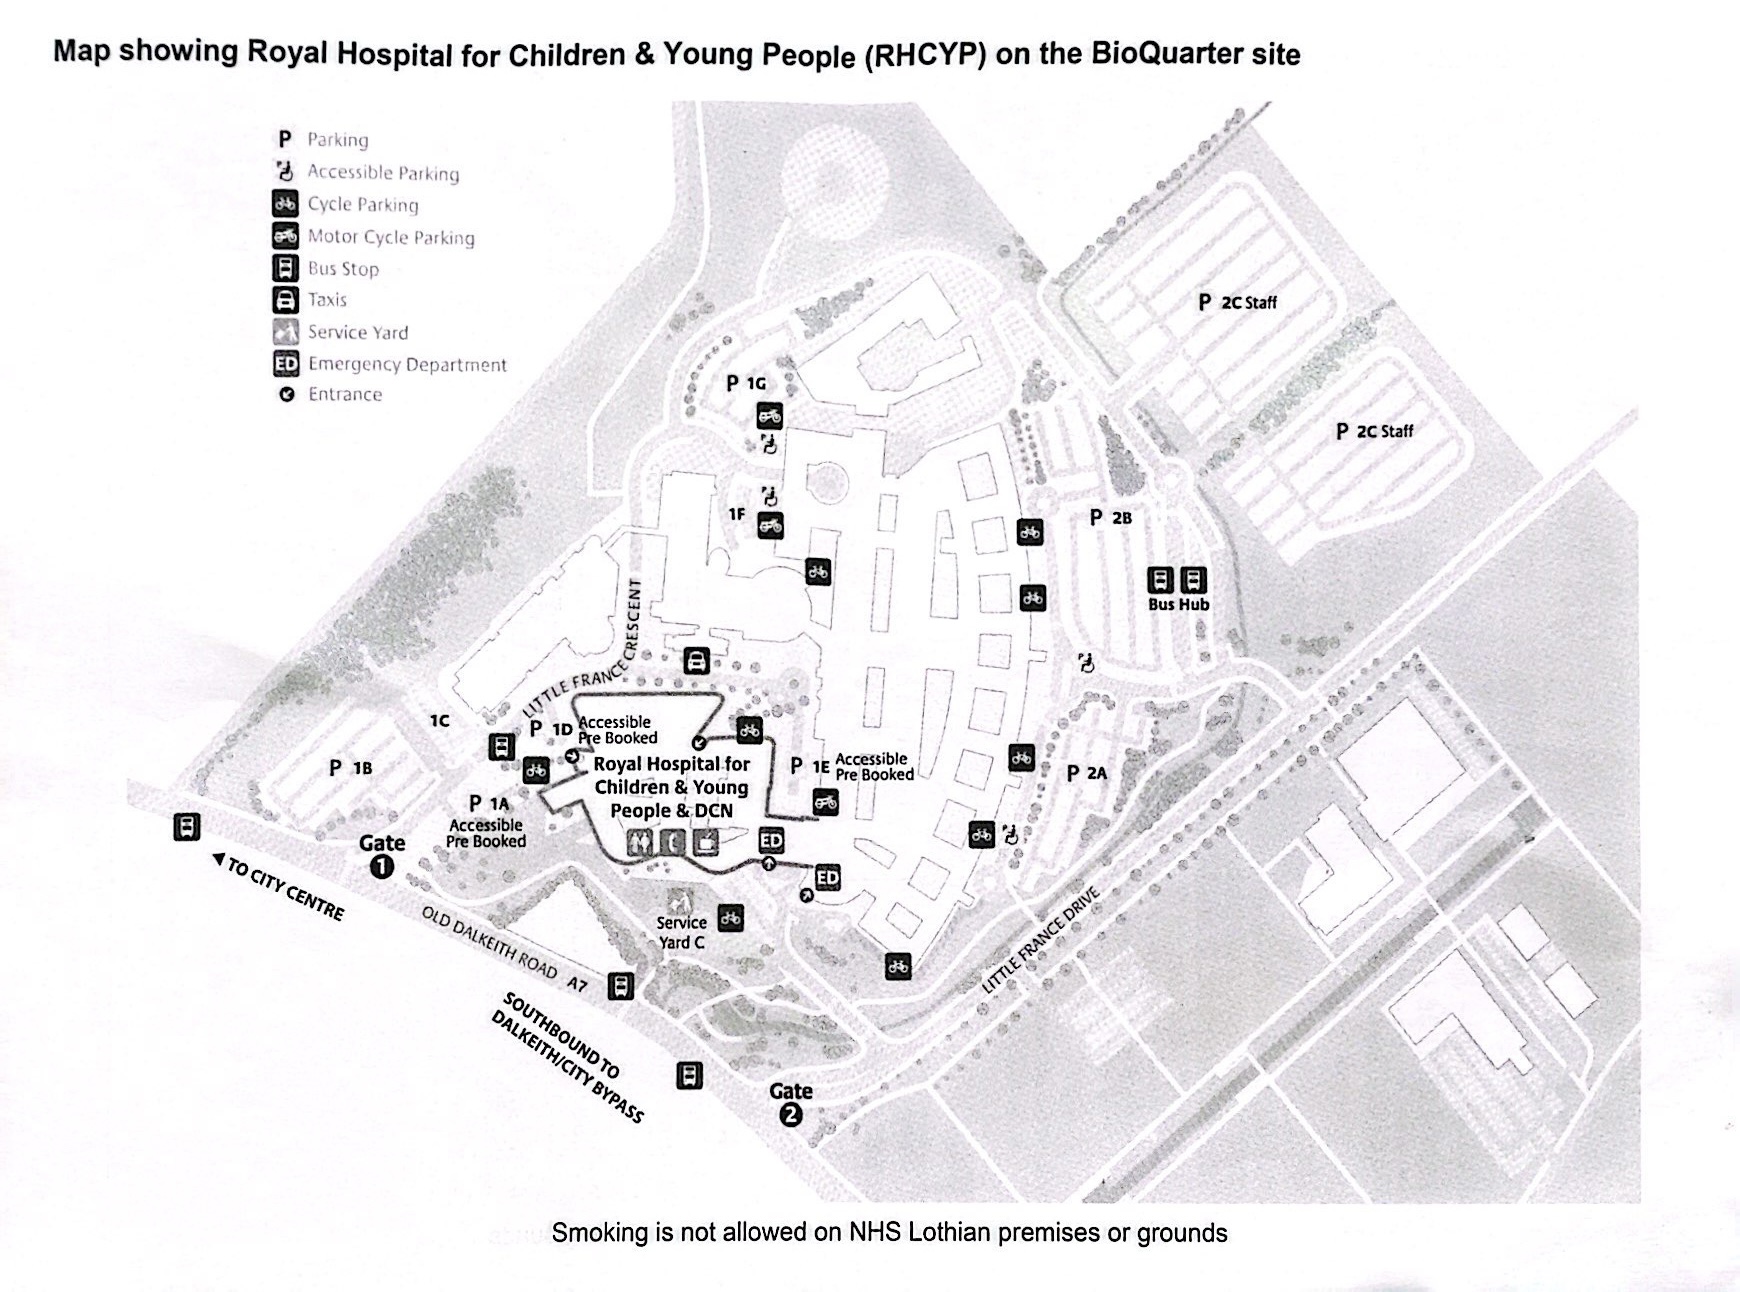 Map showing Royal Hospital for Children & Young People (RHCYP) on the BioQuarter site
P Parking
Accessible Parking
Cycle Parking
Motor Cycle Parking
Bus Stop
Taxis
Service Yard
ED Emergency Department
Entrance
P 2C Staff
P 1G
P 2C Staff
1F
P 2B
Bus Hub
LITTLE FRANCE CRESCENT
1C
P 1D Accessible
Pre Booked
P 1B
Royal Hospital for
Children & Young
People & DCN
P 1E Accessible
Pre Booked
P 2A
P 1A
Accessible
Pre Booked
Gate
1
ED
ED
TO CITY CENTRE
OLD DALKEITH ROAD A7
Service
Yard C
LITTLE FRANCE DRIVE
SOUTHBOUND TO
DALKEITH/CITY BYPASS
Gate
2
Smoking is not allowed on NHS Lothian premises or grounds